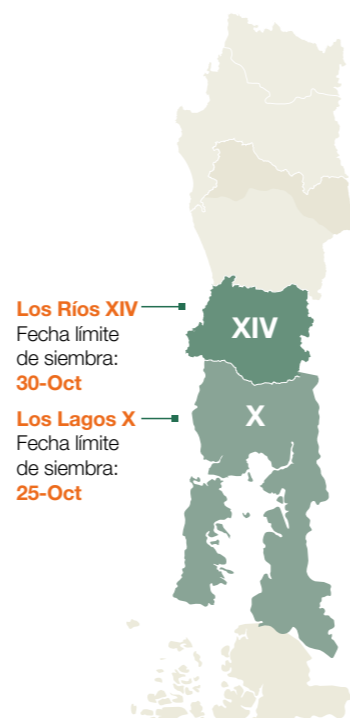 Los Ríos XIV
Fecha límite
de siembra:
30-Oct
XIV
Los Lagos X
Fecha límite
de siembra:
25-Oct
X